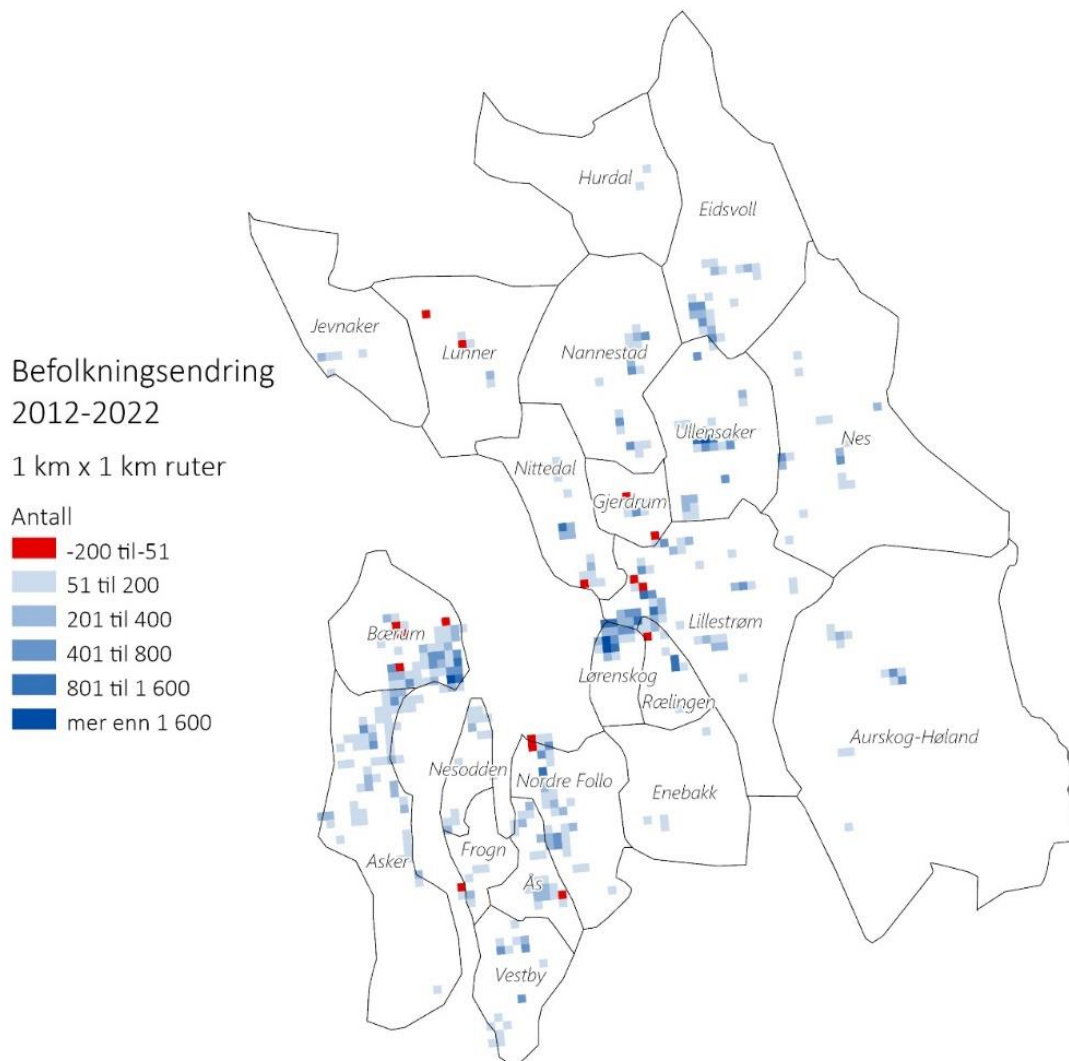 Befolkningsendring
2012-2022
1 km x 1 km ruter
Antall
-200 til-51
51 til 200
201 til 400
401 til 800
801 til 1 600
mer enn 1 600
Hurdal
Eidsvoll
Jevnaker
Lunner
Nannestad
Ullensaker
Nes
Nittedal
Gjerdrum
Bærum
Lillestrøm
Lørenskog
Rælingen
Aurskog-Høland
Nesodden
Nordre Follo
Enebakk
Frogn
Asker
Ås
Vestby